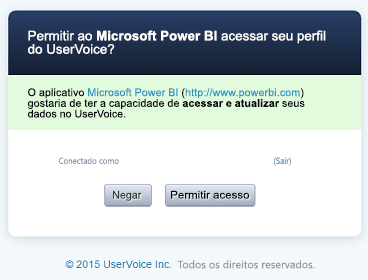 Permitir ao Microsoft Power BI acessar seu perfil
do UserVoice?
O aplicativo Microsoft Power BI (http://www.powerbi.com)
gostaria de ter a capacidade de acessar e atualizar seus
dados no UserVoice.
Conectado como (Sair)
Negar Permitir acesso
© 2015 UserVoice Inc. Todos os direitos reservados.